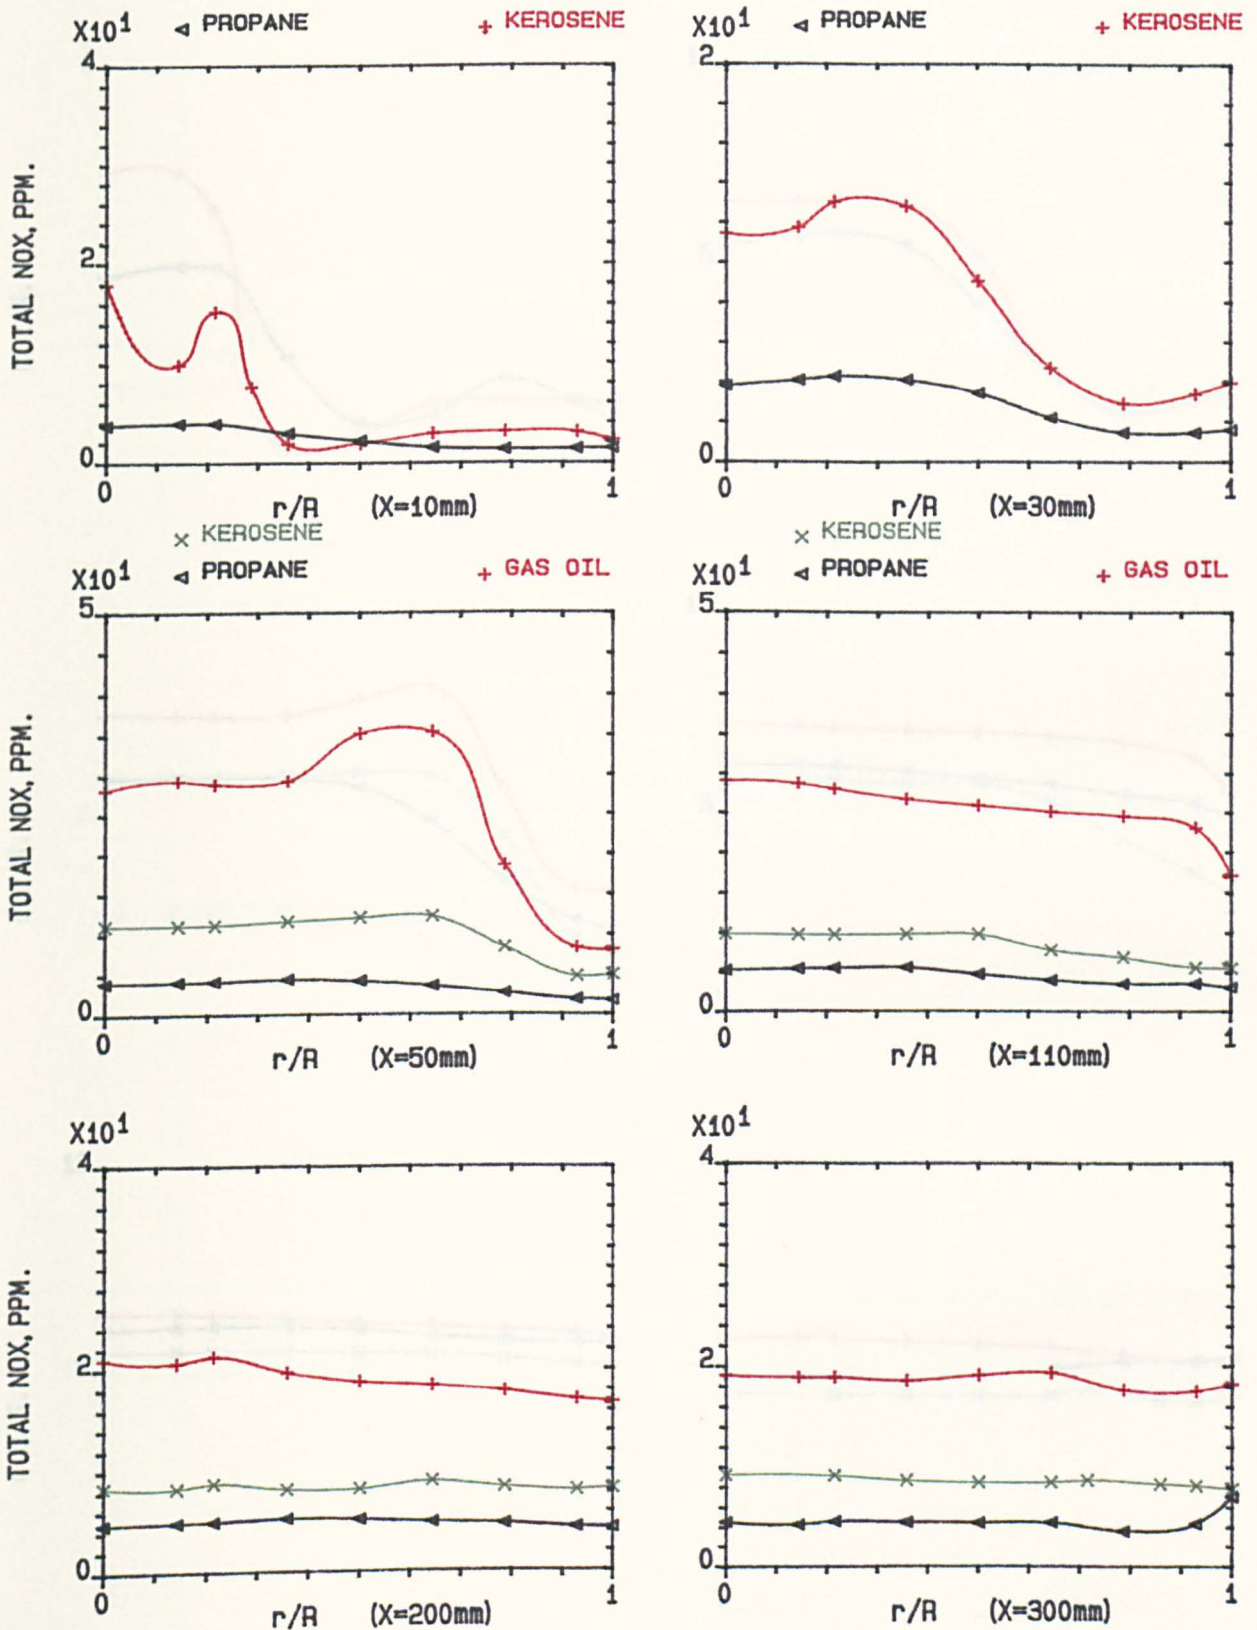 X10¹ ◁ PROPANE + KEROSENE
4
2
0
TOTAL NOX, PPM.
0 r/R (X=10mm) 1
X10¹ ◁ PROPANE + KEROSENE
2
0
0 r/R (X=30mm) 1
× KEROSENE
X10¹ ◁ PROPANE + GAS OIL
5
0
TOTAL NOX, PPM.
0 r/R (X=50mm) 1
× KEROSENE
X10¹ ◁ PROPANE + GAS OIL
5
0
0 r/R (X=110mm) 1
X10¹
4
2
0
TOTAL NOX, PPM.
0 r/R (X=200mm) 1
X10¹
4
2
0
0 r/R (X=300mm) 1